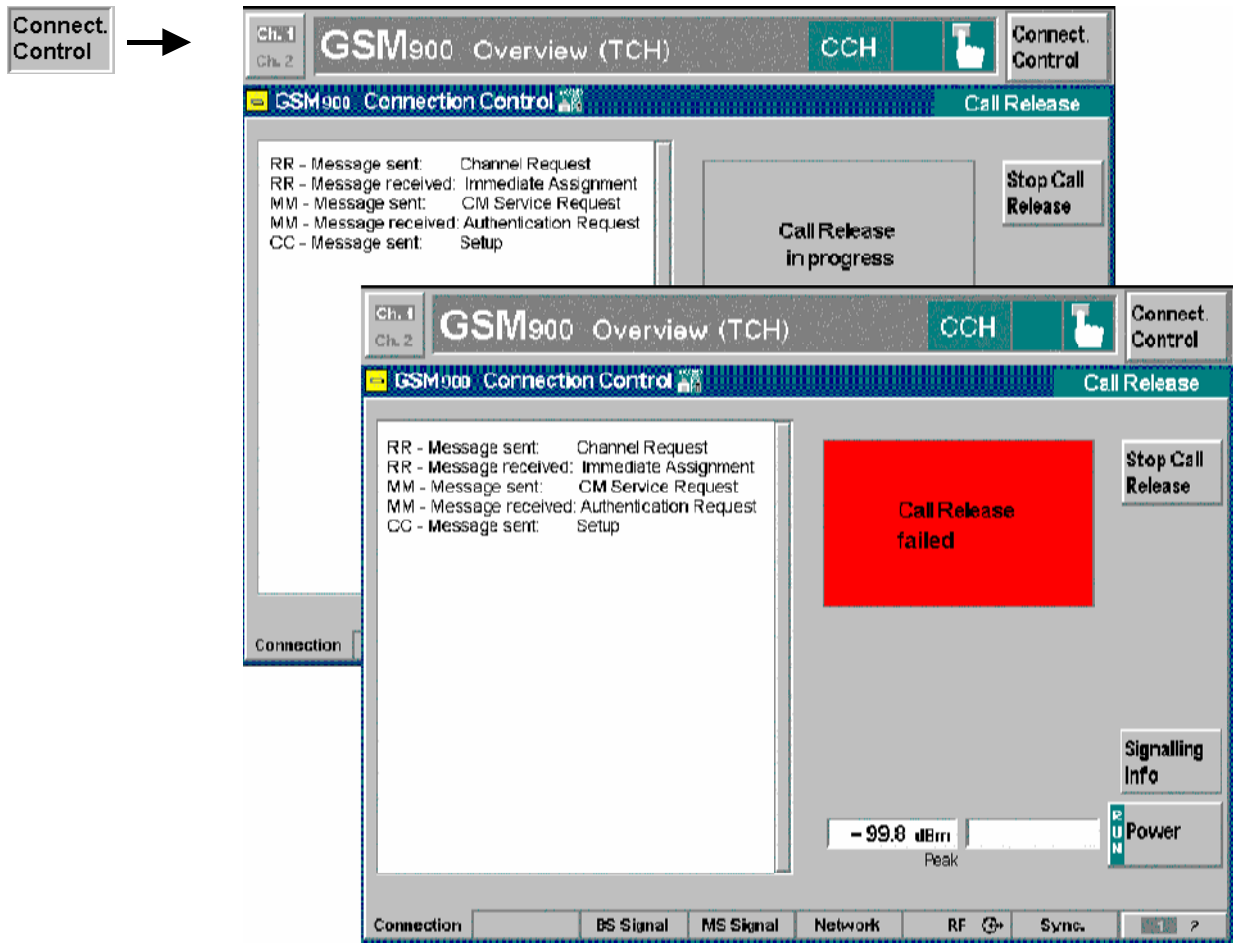 Connect.
Control
Ch. 1
Ch. 2
GSM900 Overview (TCH)
CCH
Connect.
Control
GSM900 Connection Control
Call Release
RR - Message sent: Channel Request
RR - Message received: Immediate Assignment
MM - Message sent: CM Service Request
MM - Message received: Authentication Request
CC - Message sent: Setup
Call Release
in progress
Stop Call
Release
Connection
Ch. 1
Ch. 2
GSM900 Overview (TCH)
CCH
Connect.
Control
GSM900 Connection Control
Call Release
RR - Message sent: Channel Request
RR - Message received: Immediate Assignment
MM - Message sent: CM Service Request
MM - Message received: Authentication Request
CC - Message sent: Setup
Call Release
failed
Stop Call
Release
Signalling
Info
- 99.8 dBm
Peak
RUN
Power
Connection
BS Signal
MS Signal
Network
RF
Sync.
1 2